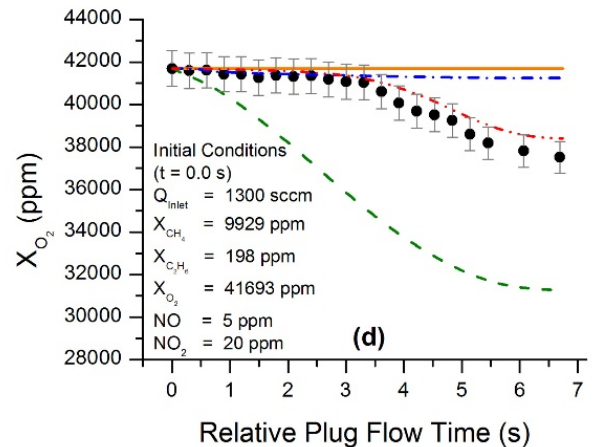 44000
42000
40000
38000
36000
34000
32000
30000
28000
X_O₂ (ppm)
Initial Conditions
(t = 0.0 s)
Q_Inlet = 1300 sccm
X_CH₄ = 9929 ppm
X_C₂H₆ = 198 ppm
X_O₂ = 41693 ppm
NO = 5 ppm
NO₂ = 20 ppm
(d)
0 1 2 3 4 5 6 7
Relative Plug Flow Time (s)